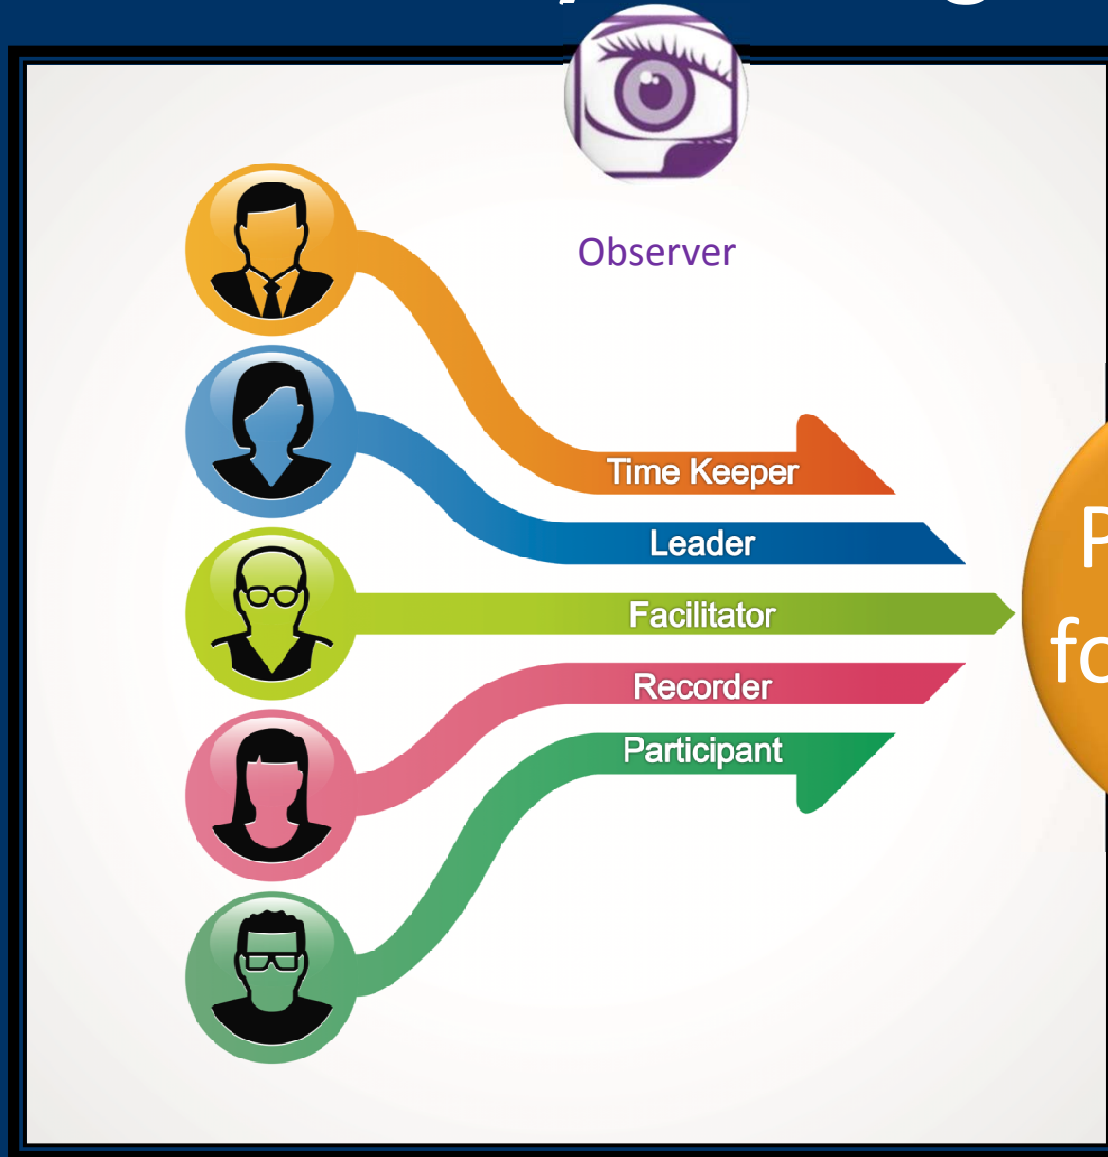 Observer
Time Keeper
Leader
Facilitator
Recorder
Participant